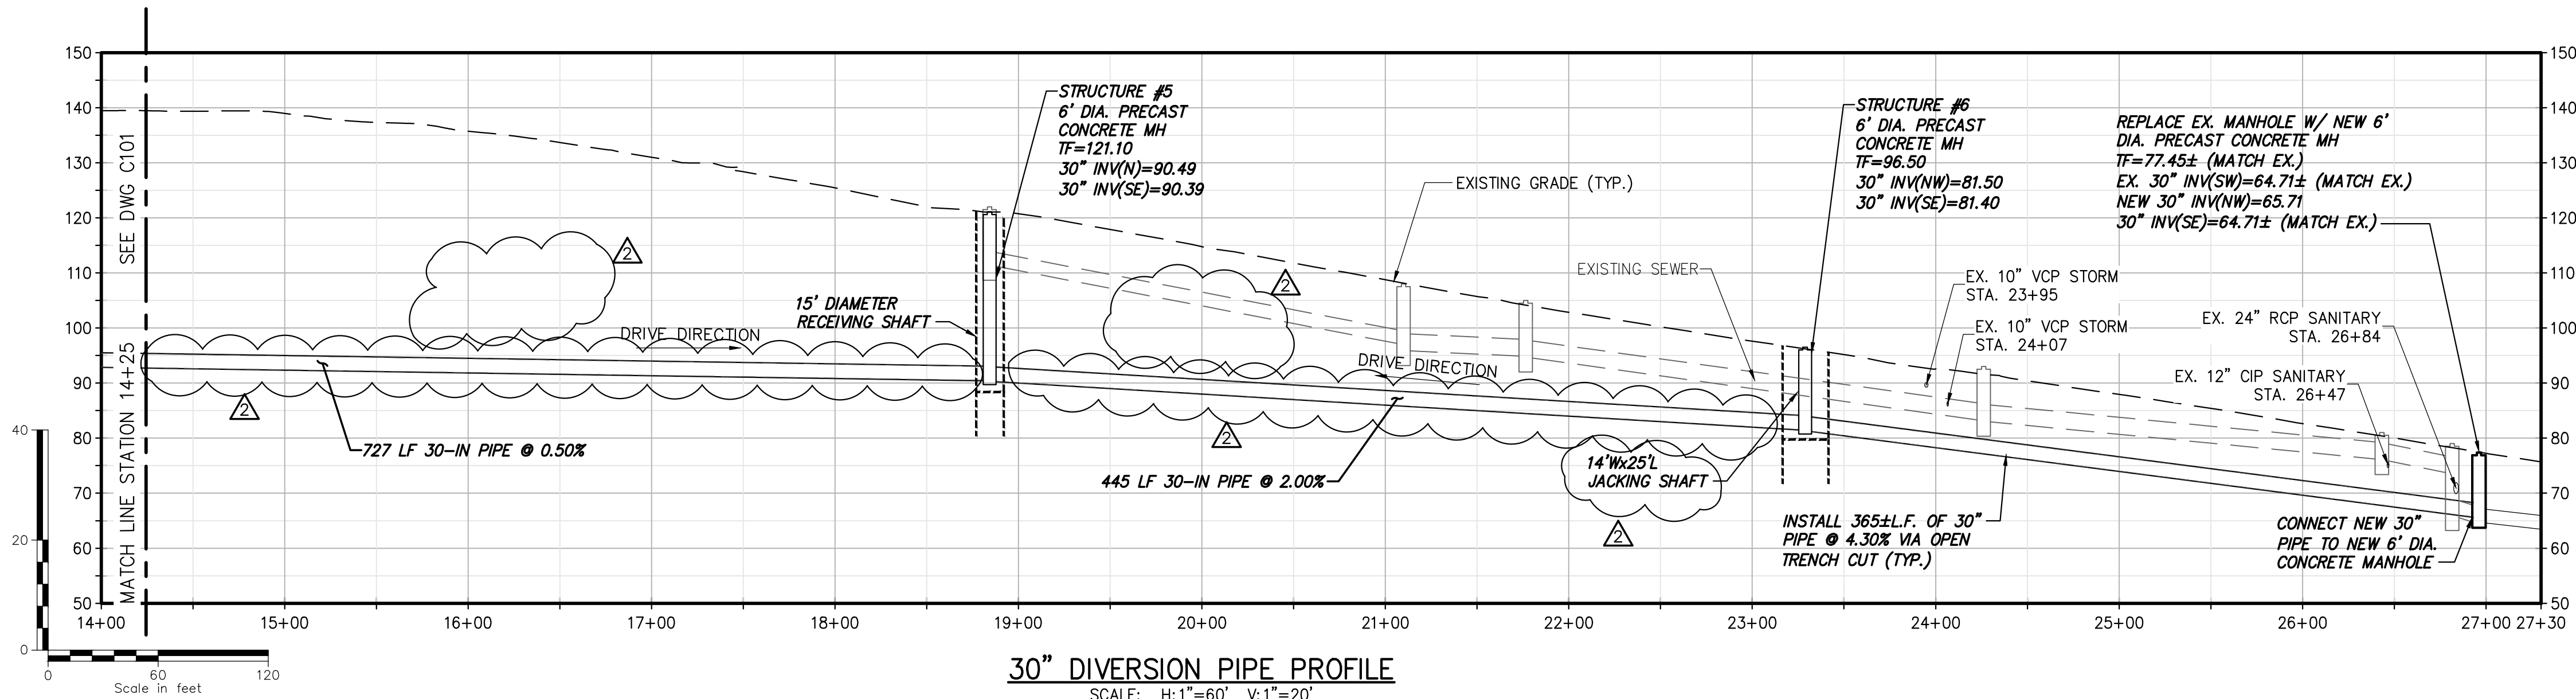 150
140
130
120
110
100
90
80
70
60
50
150
140
130
120
110
100
90
80
70
60
50
MATCH LINE STATION 14+25 SEE DWG C101
STRUCTURE #5
6' DIA. PRECAST
CONCRETE MH
TF=121.10
30" INV(N)=90.49
30" INV(SE)=90.39
EXISTING GRADE (TYP.)
STRUCTURE #6
6' DIA. PRECAST
CONCRETE MH
TF=96.50
30" INV(NW)=81.50
30" INV(SE)=81.40
REPLACE EX. MANHOLE W/ NEW 6'
DIA. PRECAST CONCRETE MH
TF=77.45± (MATCH EX.)
EX. 30" INV(SW)=64.71± (MATCH EX.)
NEW 30" INV(NW)=65.71
30" INV(SE)=64.71± (MATCH EX.)
2
2
EXISTING SEWER
EX. 10" VCP STORM
STA. 23+95
EX. 10" VCP STORM
STA. 24+07
EX. 24" RCP SANITARY
STA. 26+84
EX. 12" CIP SANITARY
STA. 26+47
15' DIAMETER
RECEIVING SHAFT
DRIVE DIRECTION
DRIVE DIRECTION
2
2
727 LF 30-IN PIPE @ 0.50%
445 LF 30-IN PIPE @ 2.00%
14'Wx25'L
JACKING SHAFT
2
INSTALL 365±L.F. OF 30"
PIPE @ 4.30% VIA OPEN
TRENCH CUT (TYP.)
CONNECT NEW 30"
PIPE TO NEW 6' DIA.
CONCRETE MANHOLE
14+00 15+00 16+00 17+00 18+00 19+00 20+00 21+00 22+00 23+00 24+00 25+00 26+00 27+00 27+30
40
20
0
0 60 120
Scale in feet
30" DIVERSION PIPE PROFILE
SCALE: H:1"=60' V:1"=20'